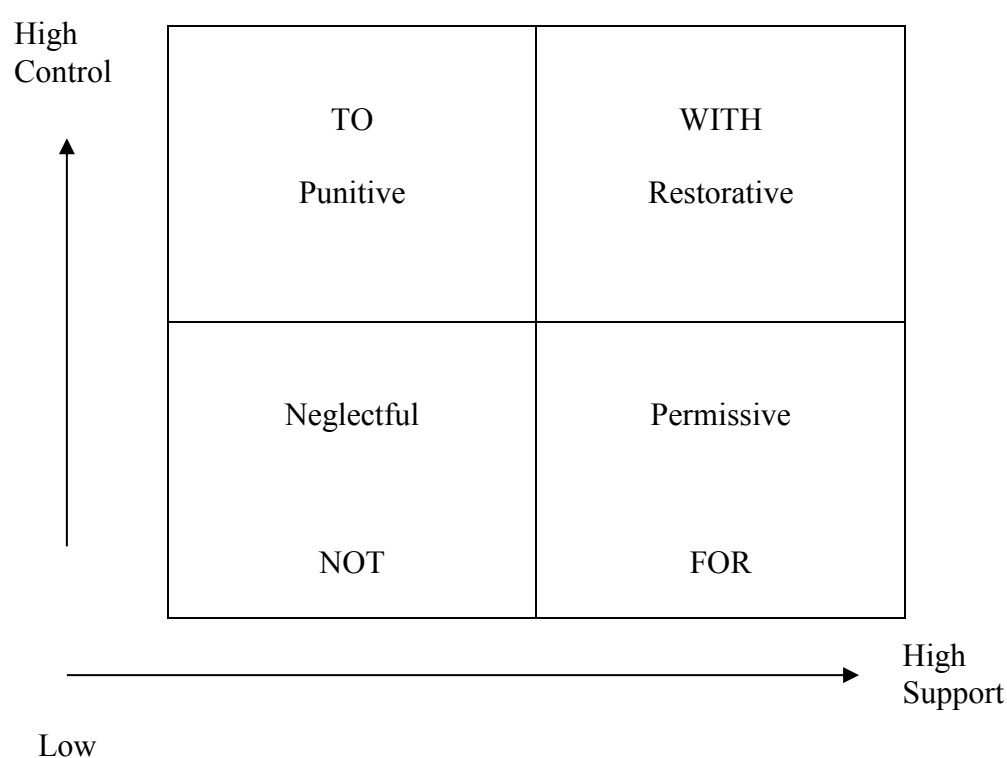 High
Control
TO
WITH
Punitive
Restorative
Neglectful
Permissive
NOT
FOR
High
Support
Low